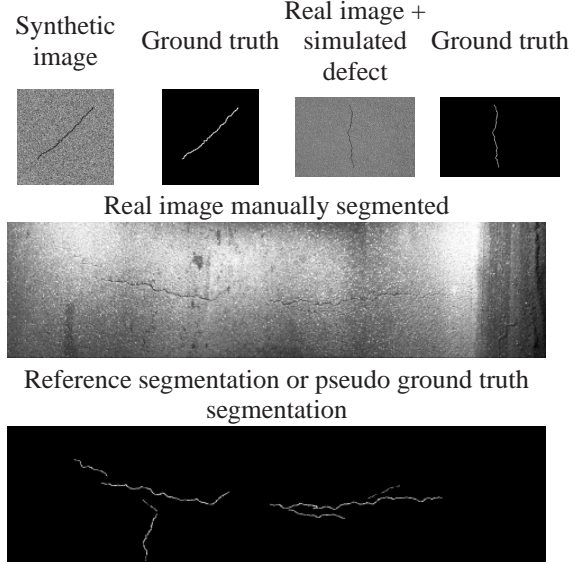 Synthetic image
Ground truth
Real image + simulated defect
Ground truth
Real image manually segmented
Reference segmentation or pseudo ground truth
segmentation